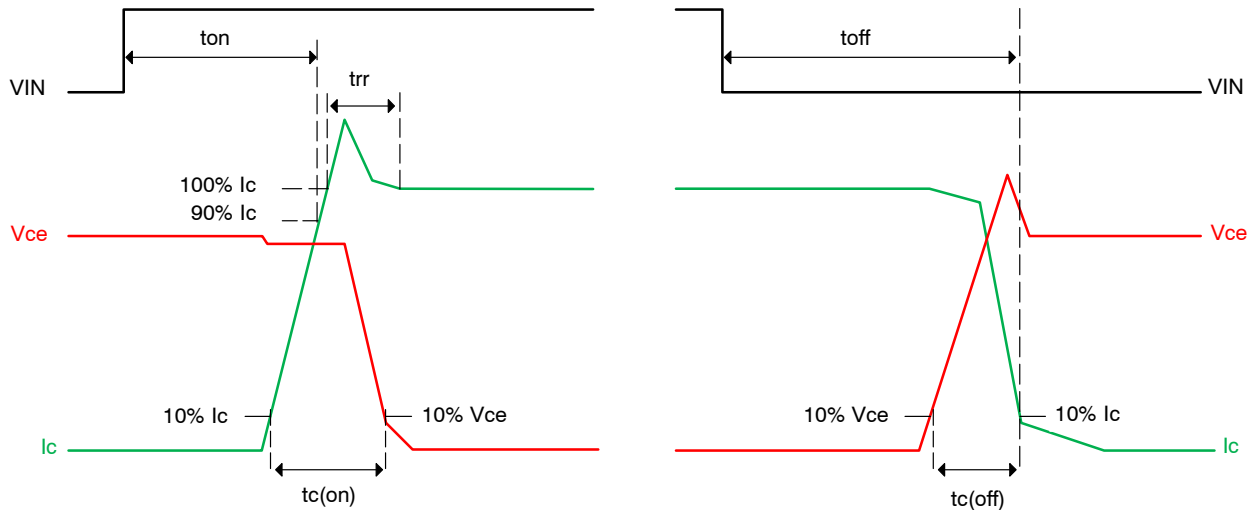 ton
VIN
trr
100% Ic
90% Ic
Vce
10% Ic
10% Vce
Ic
tc(on)
toff
VIN
Vce
10% Vce
10% Ic
Ic
tc(off)